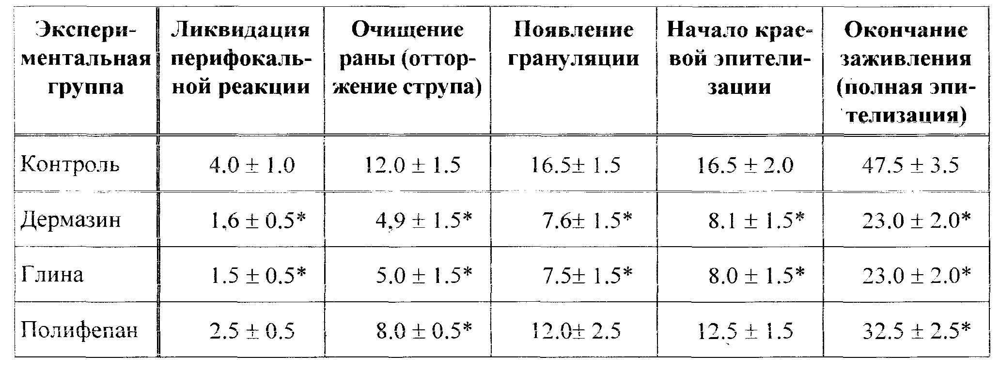 Экспери- Ликвидация Очищение Появление Начало крае- Окончание
ментальная перифокаль- раны (оттор- грануляции вой эпители- заживления
группа ной реакции жение струпа) зации (полная эпи-
телизация)
Контроль 4.0 ± 1.0 12.0 ± 1.5 16.5± 1.5 16.5 ± 2.0 47.5 ± 3.5
Дермазин 1,6 ± 0.5* 4,9 ± 1.5* 7.6± 1.5* 8.1 ± 1.5* 23.0 ± 2.0*
Глина 1.5 ± 0.5* 5.0 ± 1.5* 7.5± 1.5* 8.0 ± 1.5* 23.0 ± 2.0*
Полифепан 2.5 ± 0.5 8.0 ± 0.5* 12.0± 2.5 12.5 ± 1.5 32.5 ± 2.5*